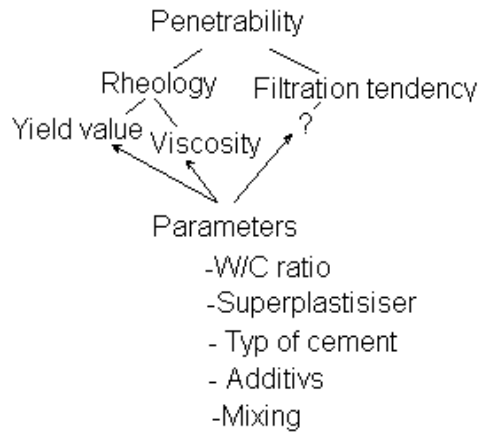 Penetrability
Rheology
Filtration tendency
Yield value
Viscosity
?
Parameters
-W/C ratio
-Superplastisiser
- Typ of cement
- Additivs
-Mixing